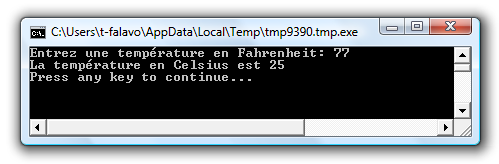 C:\Users\t-falavo\AppData\Local\Temp\tmp9390.tmp.exe
Entrez une température en Fahrenheit: 77
La température en Celsius est 25
Press any key to continue...